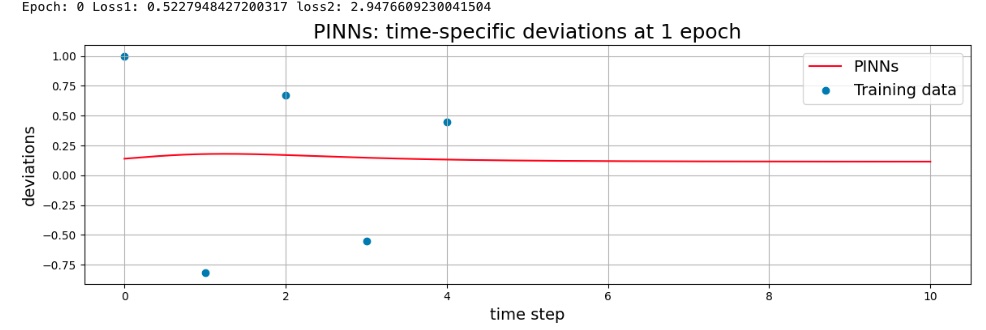 Epoch: 0 Loss1: 0.5227948427200317 loss2: 2.9476609230041504
PINNs: time-specific deviations at 1 epoch
1.00
0.75
0.50
0.25
0.00
−0.25
−0.50
−0.75
deviations
PINNs
Training data
0 2 4 6 8 10
time step